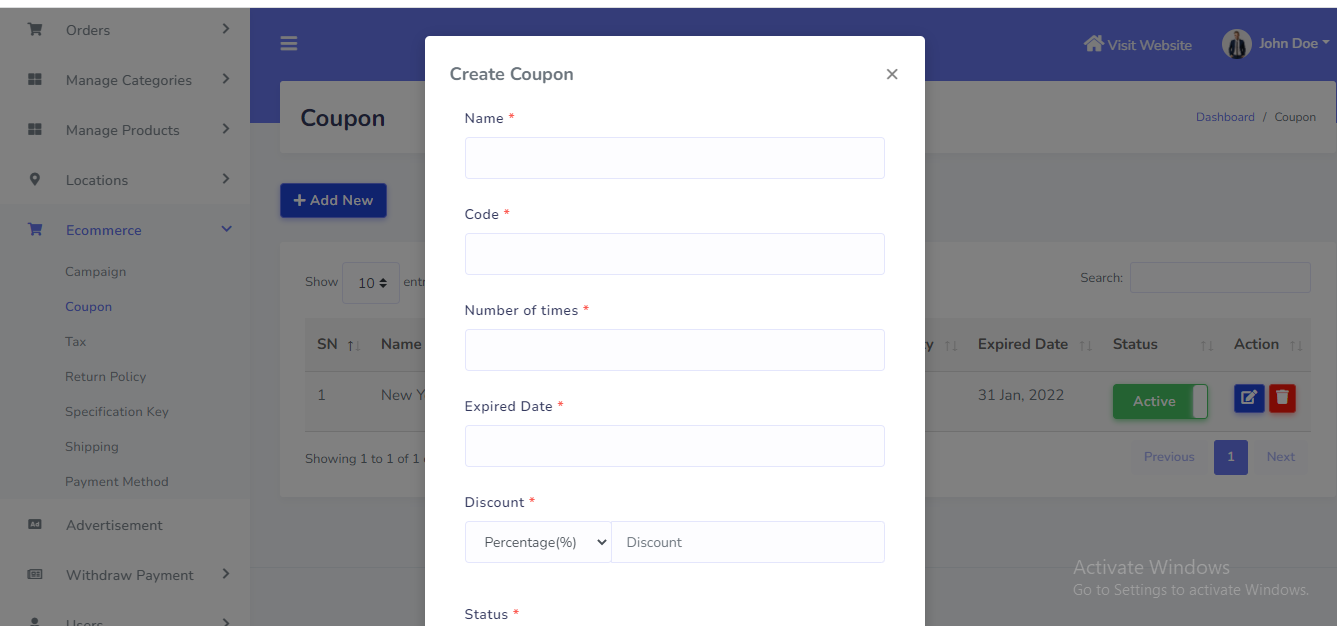 Orders
Manage Categories
Manage Products
Locations
Ecommerce
Campaign
Coupon
Tax
Return Policy
Specification Key
Shipping
Payment Method
Advertisement
Withdraw Payment
Users
Visit Website
John Doe
Coupon
Dashboard / Coupon
+ Add New
Show 10
Search:
SN Name Expired Date Status Action
1 New 31 Jan, 2022 Active
Showing 1 to 1 of 1
Previous 1 Next
Create Coupon ×
Name *
Code *
Number of times *
Expired Date *
Discount *
Percentage(%) Discount
Status *
Activate Windows
Go to Settings to activate Windows.